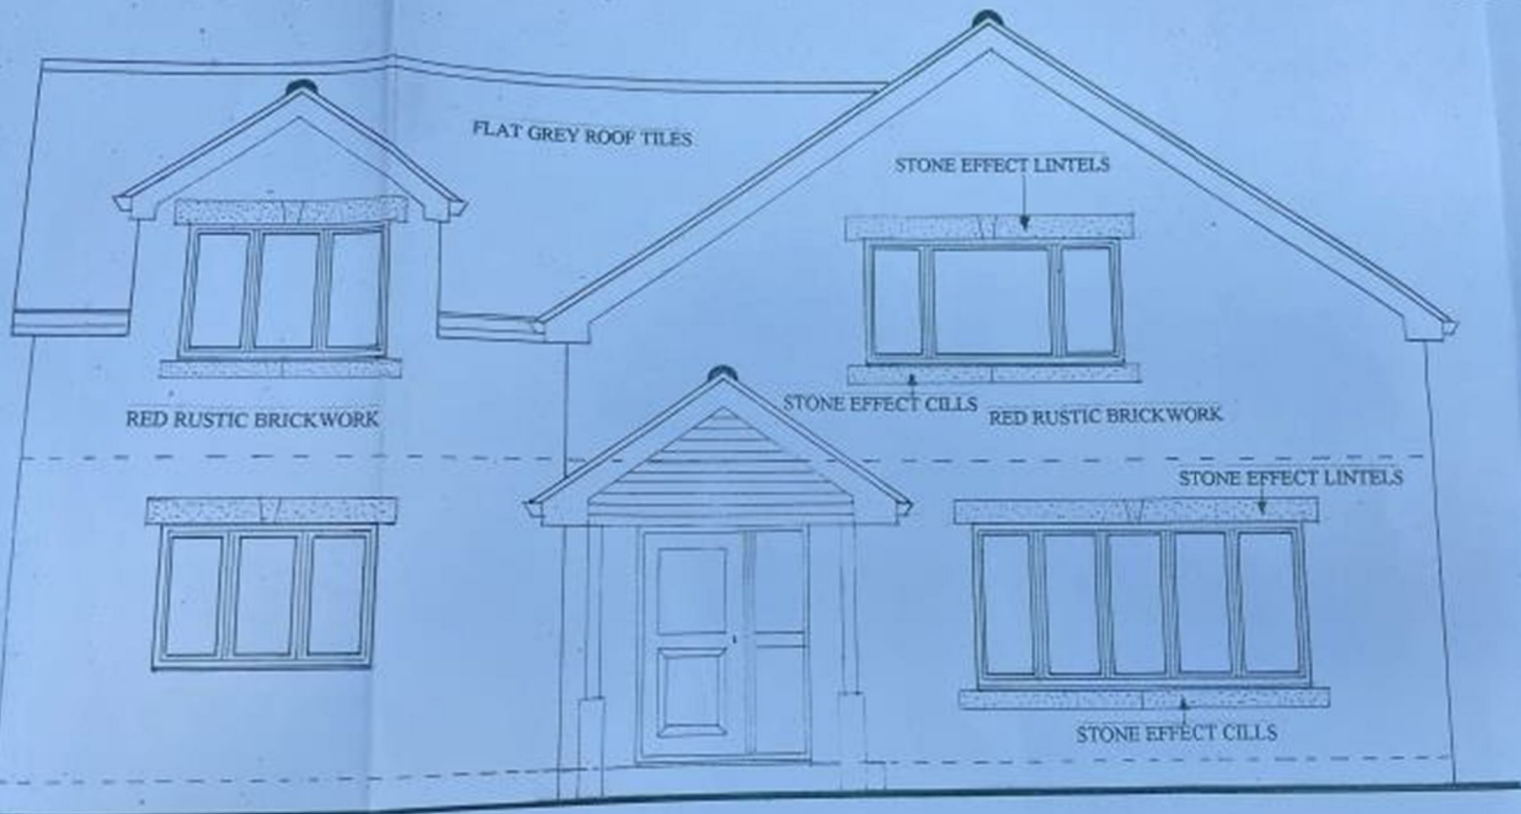 FLAT GREY ROOF TILES
STONE EFFECT LINTELS
STONE EFFECT CILLS
RED RUSTIC BRICKWORK
RED RUSTIC BRICKWORK
STONE EFFECT LINTELS
STONE EFFECT CILLS